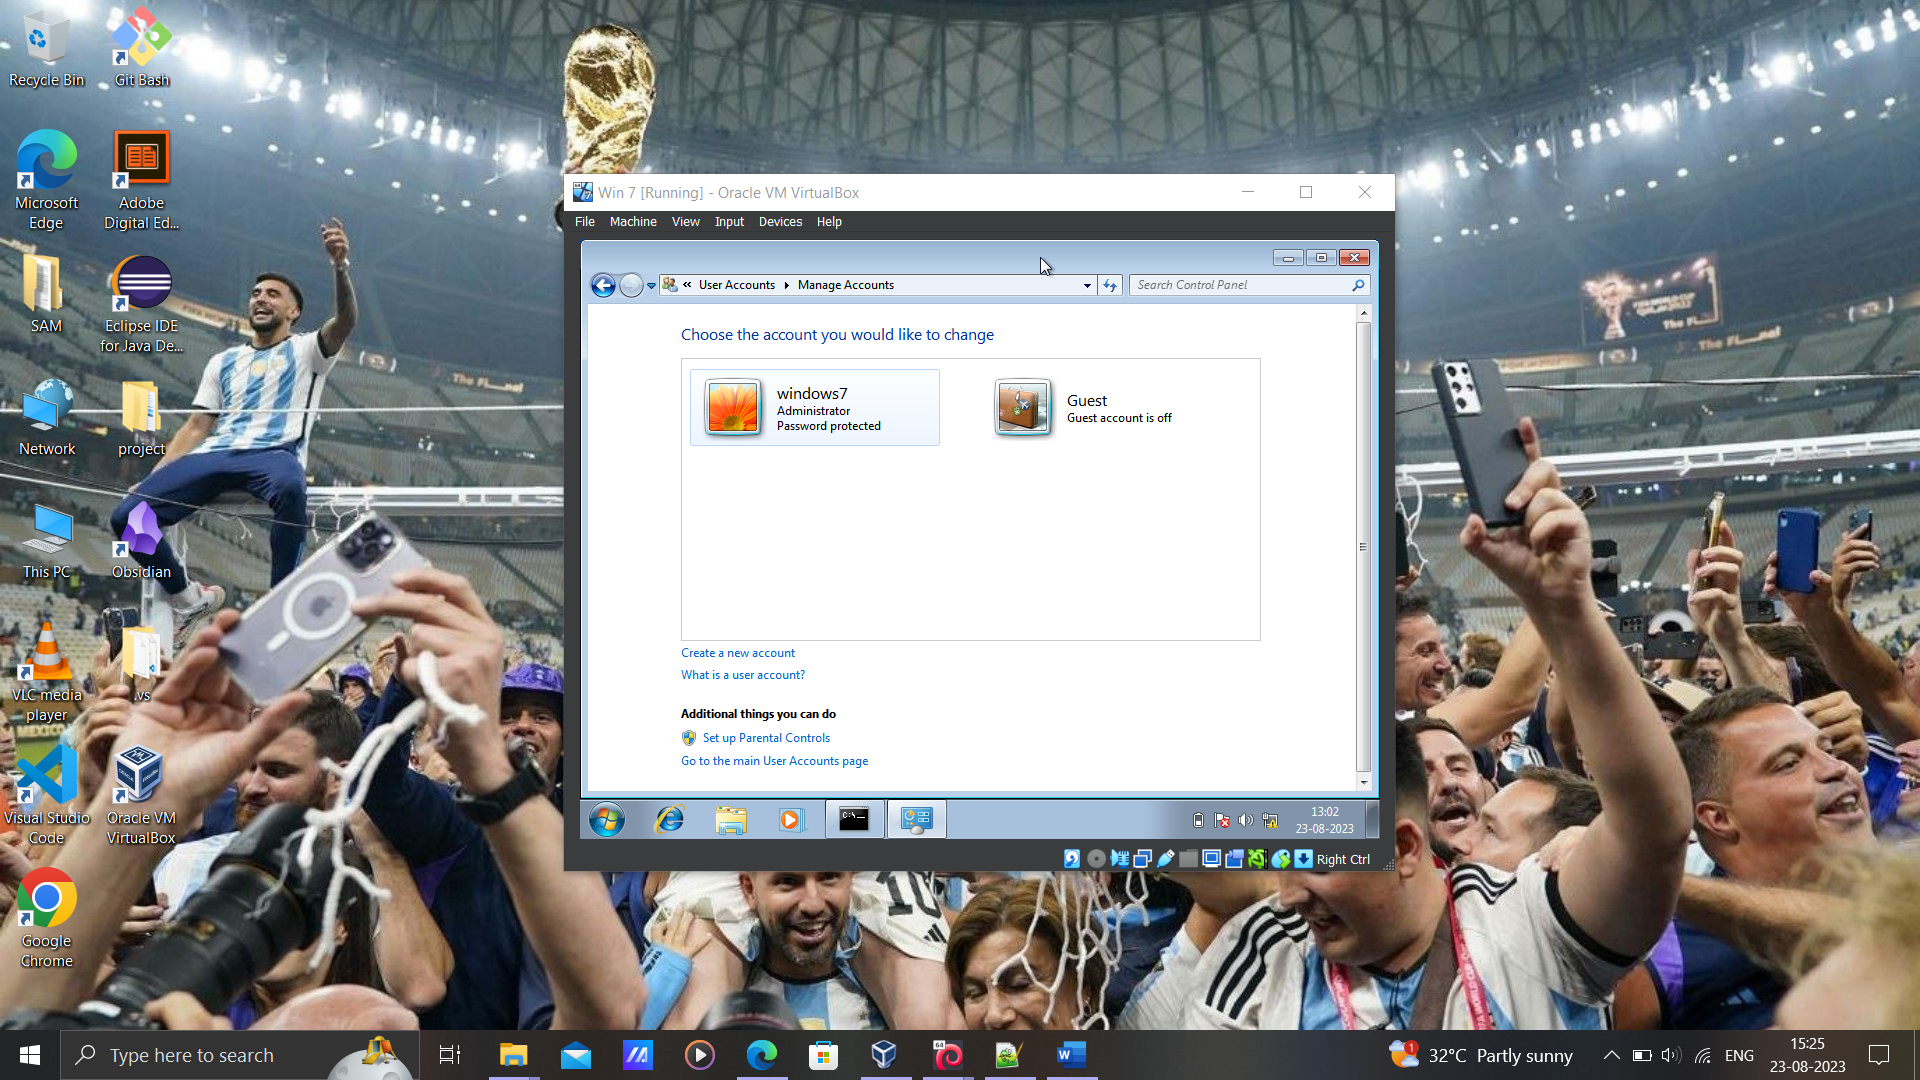 Recycle Bin
Git Bash
Microsoft
Edge
Adobe
Digital Ed...
SAM
Eclipse IDE
for Java De...
Network
project
This PC
Obsidian
VLC media
player
.vs
Visual Studio
Code
Oracle VM
VirtualBox
Google
Chrome
Win 7 [Running] - Oracle VM VirtualBox
File Machine View Input Devices Help
« User Accounts Manage Accounts
Search Control Panel
Choose the account you would like to change
windows7
Administrator
Password protected
Guest
Guest account is off
Create a new account
What is a user account?
Additional things you can do
Set up Parental Controls
Go to the main User Accounts page
C:\_
13:02
23-08-2023
Right Ctrl
10
Type here to search
64
W
1
32°C Partly sunny
ENG
15:25
23-08-2023